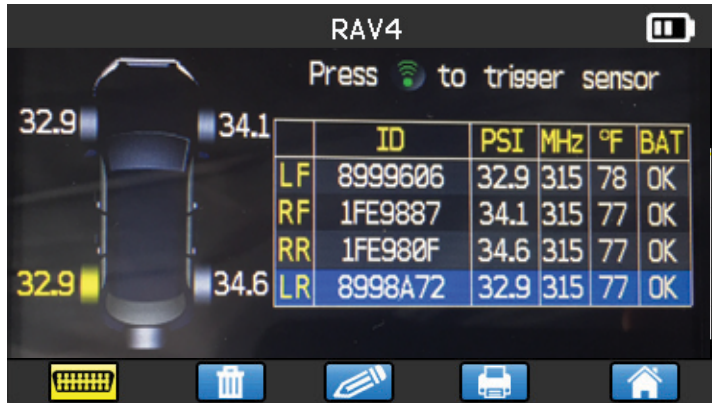 RAV4
Press to trigger sensor
32.9 34.1
ID PSI MHz °F BAT
LF 8999606 32.9 315 78 OK
RF 1FE9887 34.1 315 77 OK
RR 1FE980F 34.6 315 77 OK
32.9 34.6 LR 8998A72 32.9 315 77 OK